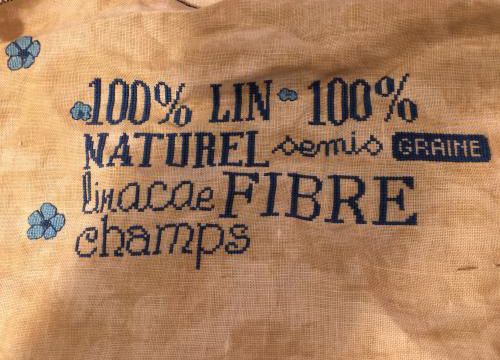 100% LIN 100%
NATUREL semis GRAINE
linacae FIBRE
champs